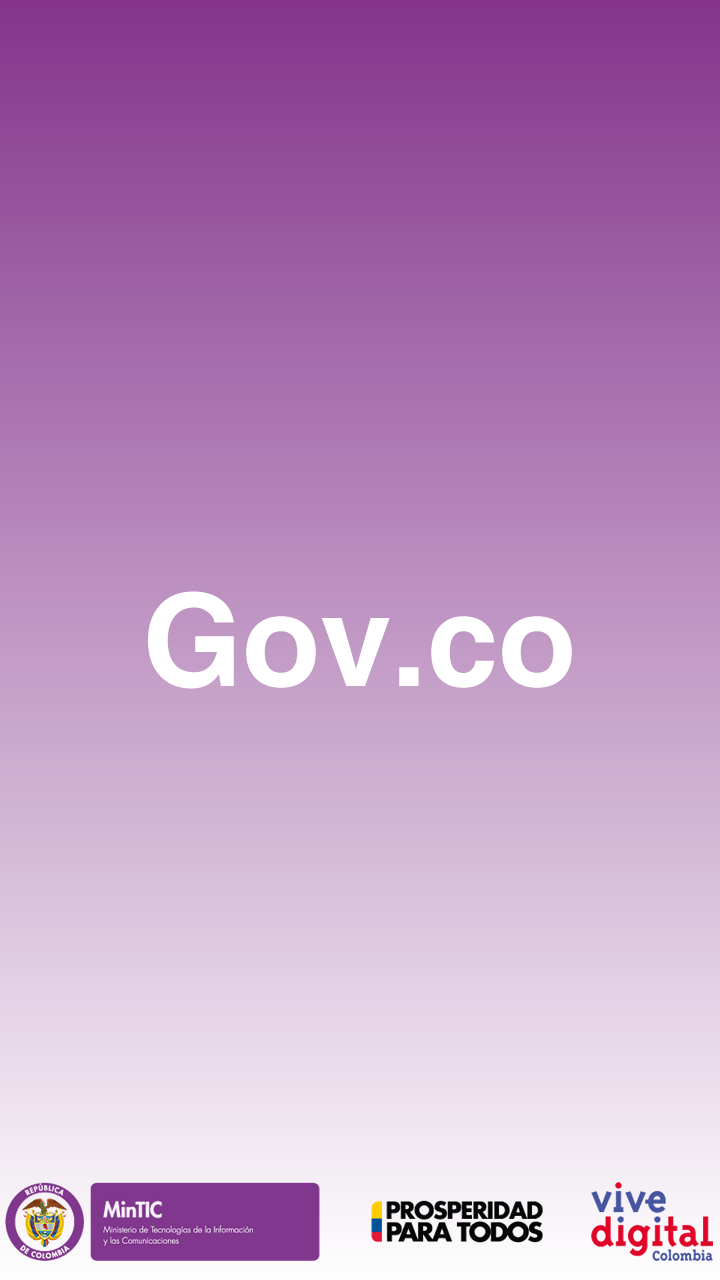 Gov.co
REPÚBLICA
DE COLOMBIA
MinTIC
Ministerio de Tecnologías de la Información
y las Comunicaciones
PROSPERIDAD
PARA TODOS
vive
digital
Colombia